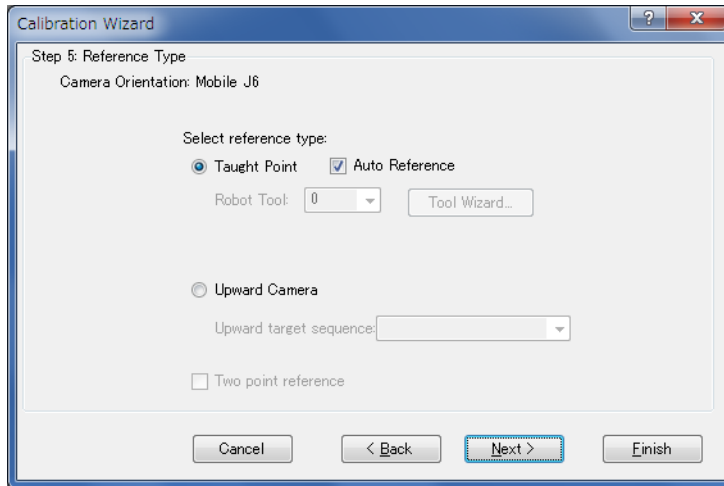 Calibration Wizard
Step 5: Reference Type
Camera Orientation: Mobile J6
Select reference type:
Taught Point Auto Reference
Robot Tool: 0 Tool Wizard...
Upward Camera
Upward target sequence:
Two point reference
Cancel < Back Next > Finish